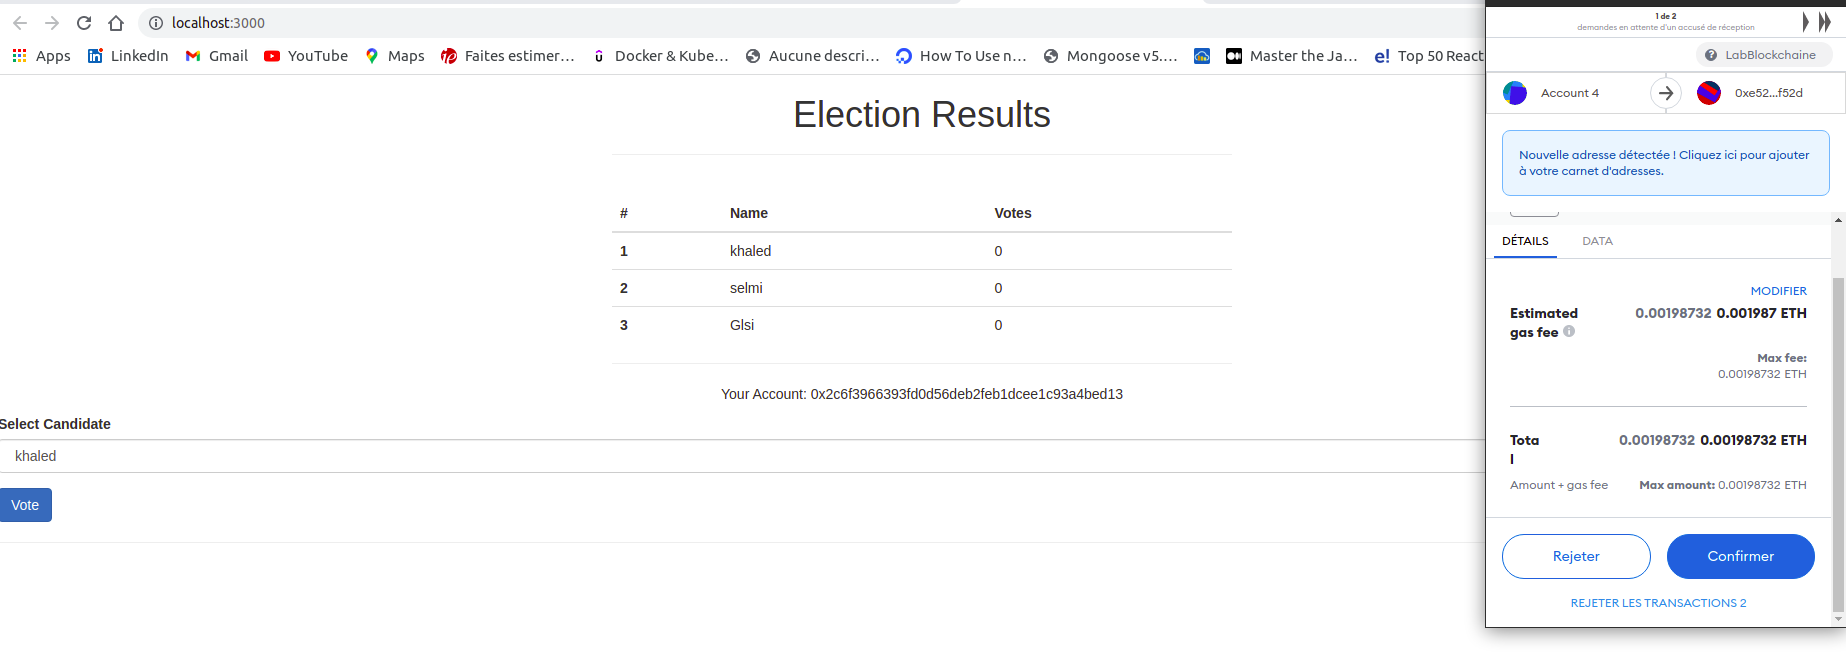 localhost:3000
Apps LinkedIn Gmail YouTube Maps Faites estimer... Docker & Kube... Aucune descri... How To Use n... Mongoose v5.... Master the Ja... Top 50 React
Election Results
# Name Votes
1 khaled 0
2 selmi 0
3 Glsi 0
Your Account: 0x2c6f3966393fd0d56deb2feb1dcee1c93a4bed13
Select Candidate
khaled
Vote
1 de 2
demandes en attente d'un accusé de réception
LabBlockchaine
Account 4 0xe52...f52d
Nouvelle adresse détectée ! Cliquez ici pour ajouter
à votre carnet d'adresses.
DÉTAILS DATA
MODIFIER
Estimated 0.00198732 0.001987 ETH
gas fee
Max fee:
0.00198732 ETH
Tota 0.00198732 0.00198732 ETH
l
Amount + gas fee Max amount: 0.00198732 ETH
Rejeter Confirmer
REJETER LES TRANSACTIONS 2